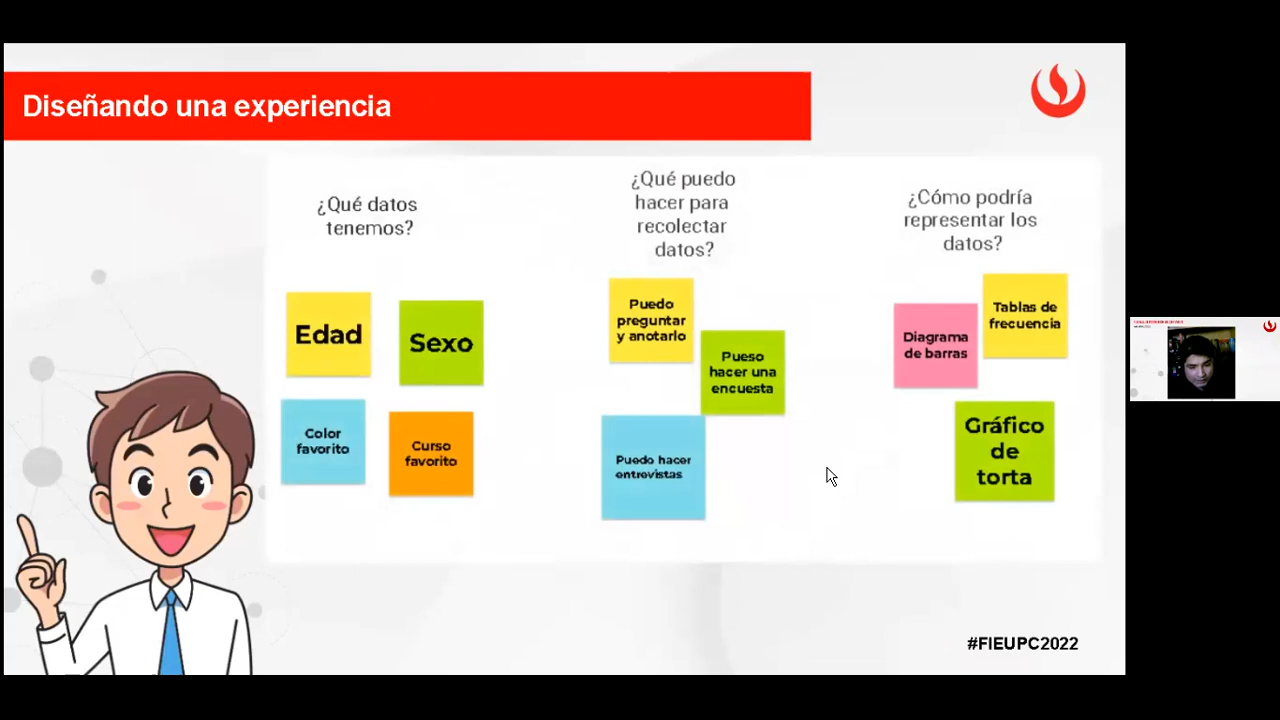 Diseñando una experiencia
¿Qué datos
tenemos?
Edad
Sexo
Color
favorito
Curso
favorito
¿Qué puedo
hacer para
recolectar
datos?
Puedo
preguntar
y anotarlo
Pueso
hacer una
encuesta
Puedo hacer
entrevistas
¿Cómo podría
representar los
datos?
Diagrama
de barras
Tablas de
frecuencia
Gráfico
de
torta
#FIEUPC2022